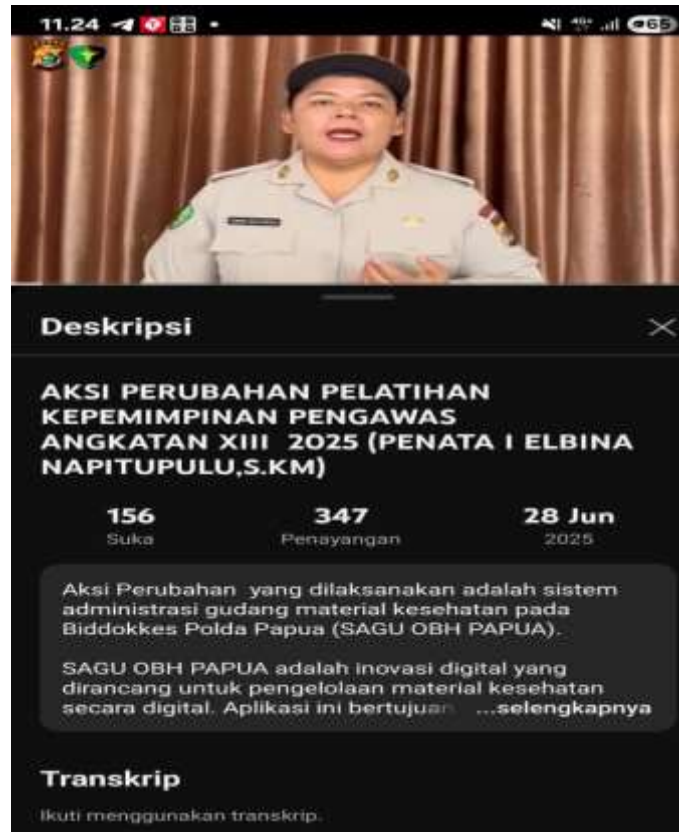 11.24
65
Deskripsi
AKSI PERUBAHAN PELATIHAN
KEPEMIMPINAN PENGAWAS
ANGKATAN XIII 2025 (PENATA I ELBINA
NAPITUPULU,S.KM)
156 347 28 Jun
Suka Penayangan 2025
Aksi Perubahan yang dilaksanakan adalah sistem
administrasi gudang material kesehatan pada
Biddokkes Polda Papua (SAGU OBH PAPUA).
SAGU OBH PAPUA adalah inovasi digital yang
dirancang untuk pengelolaan material kesehatan
secara digital. Aplikasi ini bertujuan ...selengkapnya
Transkrip
Ikuti menggunakan transkrip.